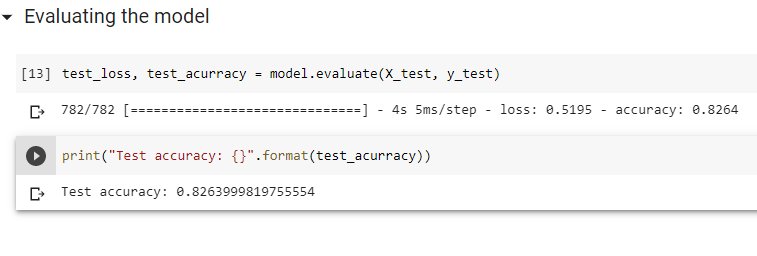 Evaluating the model
[13] test_loss, test_acurracy = model.evaluate(X_test, y_test)
782/782 [==============================] - 4s 5ms/step - loss: 0.5195 - accuracy: 0.8264
print("Test accuracy: {}".format(test_acurracy))
Test accuracy: 0.8263999819755554